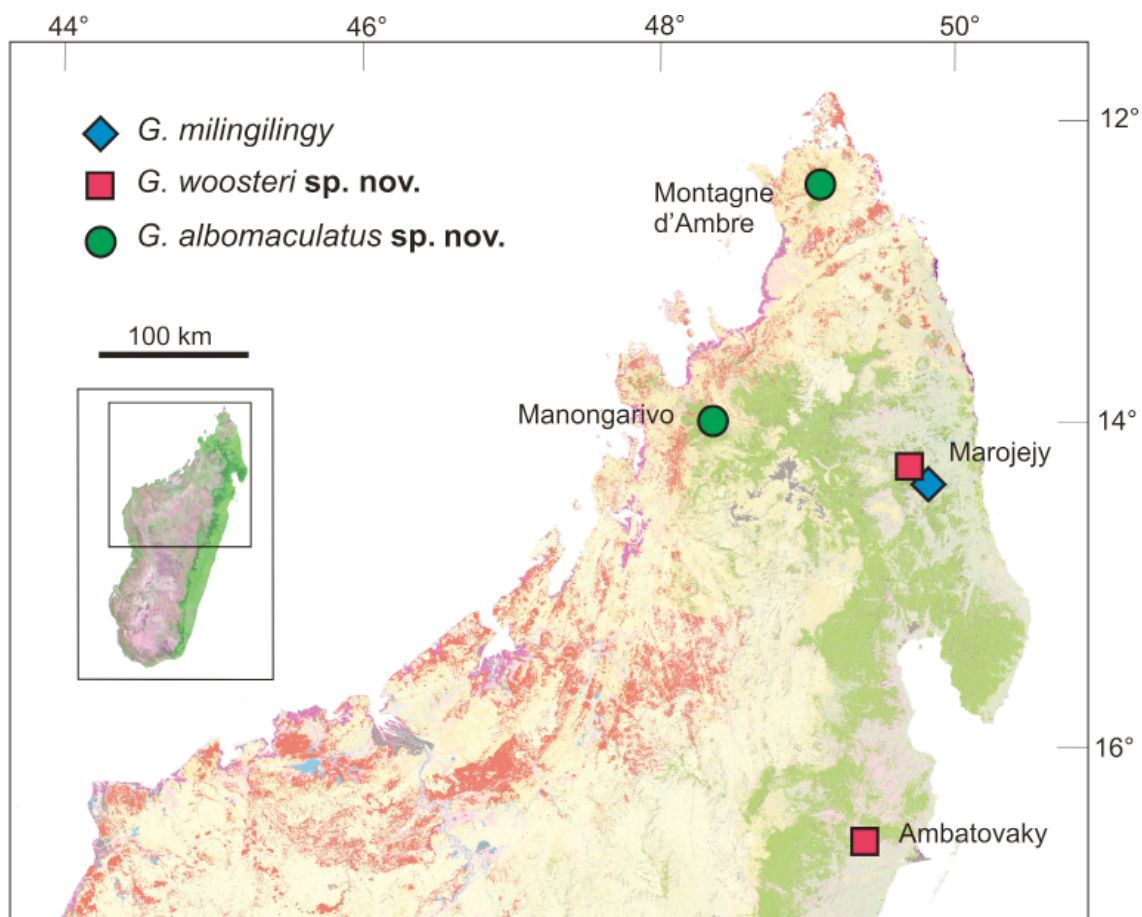 44°
46°
48°
50°
12°
G. milingilingy
G. woosteri sp. nov.
G. albomaculatus sp. nov.
Montagne
d'Ambre
100 km
Manongarivo
14°
Marojejy
16°
Ambatovaky